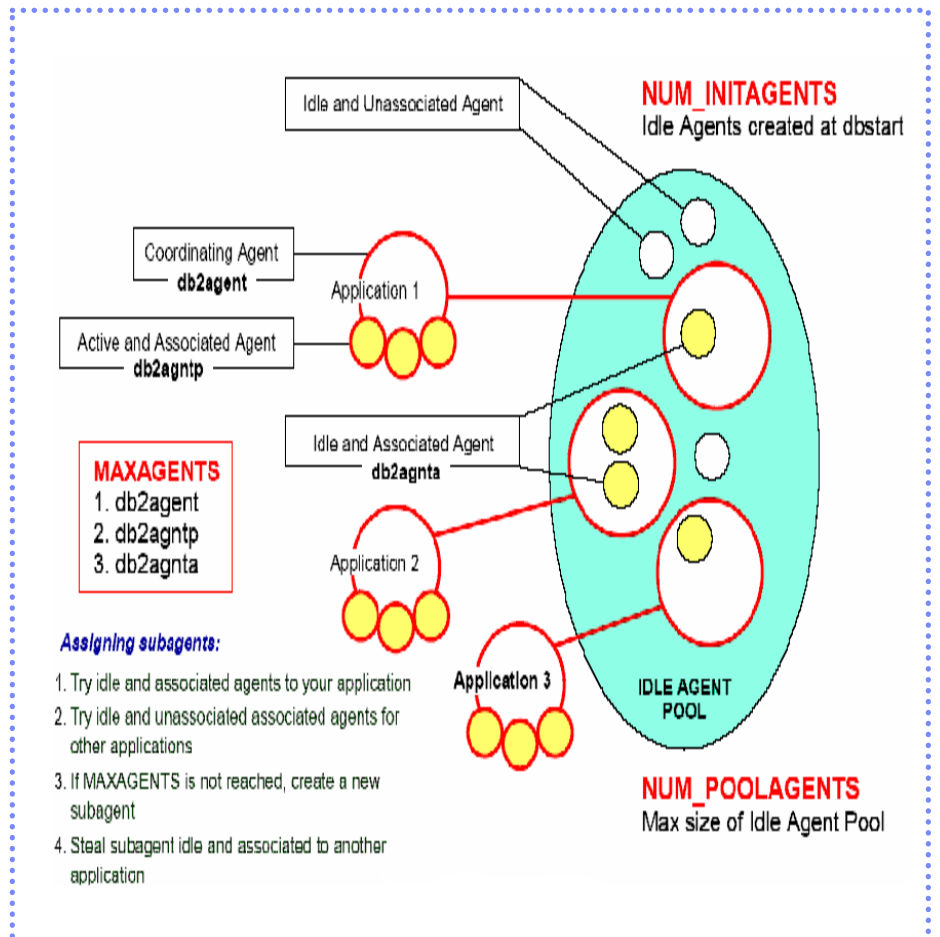 Idle and Unassociated Agent
NUM_INITAGENTS
Idle Agents created at dbstart
Coordinating Agent
db2agent
Application 1
Active and Associated Agent
db2agntp
Idle and Associated Agent
db2agnta
MAXAGENTS
1. db2agent
2. db2agntp
3. db2agnta
Application 2
Assigning subagents:
1. Try idle and associated agents to your application
2. Try idle and unassociated associated agents for
other applications
3. If MAXAGENTS is not reached, create a new
subagent
4. Steal subagent idle and associated to another
application
Application 3
IDLE AGENT
POOL
NUM_POOLAGENTS
Max size of Idle Agent Pool